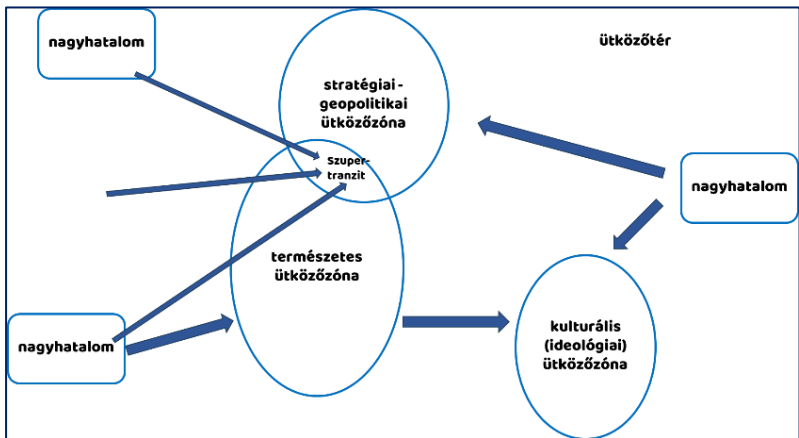 nagyhatalom
ütközőtér
stratégiai -
geopolitikai
ütközőzóna
Szuper-
tranzit
nagyhatalom
természetes
ütközőzóna
nagyhatalom
kulturális
(ideológiai)
ütközőzóna